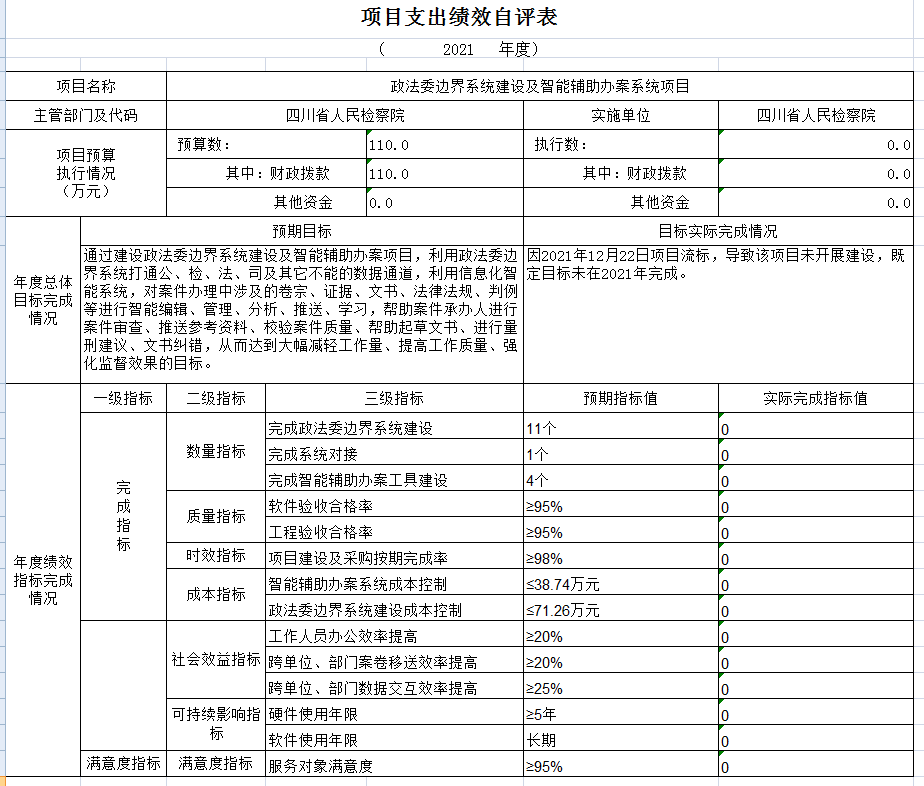 项目支出绩效自评表
（ 2021 年度）
项目名称 政法委边界系统建设及智能辅助办案系统项目
主管部门及代码 四川省人民检察院 实施单位 四川省人民检察院
项目预算
执行情况
（万元）
预算数： 110.0 执行数： 0.0
其中：财政拨款 110.0 其中：财政拨款 0.0
其他资金 0.0 其他资金 0.0
年度总体
目标完成
情况
预期目标 目标实际完成情况
通过建设政法委边界系统建设及智能辅助办案项目，利用政法委边
界系统打通公、检、法、司及其它不能的数据通道，利用信息化智
能系统，对案件办理中涉及的卷宗、证据、文书、法律法规、判例
等进行智能编辑、管理、分析、推送、学习，帮助案件承办人进行
案件审查、推送参考资料、校验案件质量、帮助起草文书、进行量
刑建议、文书纠错，从而达到大幅减轻工作量、提高工作质量、强
化监督效果的目标。
因2021年12月22日项目流标，导致该项目未开展建设，既
定目标未在2021年完成。
年度绩效
指标完成
情况
一级指标 二级指标 三级指标 预期指标值 实际完成指标值
完
成
指
标
数量指标
完成政法委边界系统建设 11个 0
完成系统对接 1个 0
完成智能辅助办案工具建设 4个 0
质量指标
软件验收合格率 ≥95% 0
工程验收合格率 ≥95% 0
时效指标 项目建设及采购按期完成率 ≥98% 0
成本指标
智能辅助办案系统成本控制 ≤38.74万元 0
政法委边界系统建设成本控制 ≤71.26万元 0
社会效益指标
工作人员办公效率提高 ≥20% 0
跨单位、部门案卷移送效率提高 ≥20% 0
跨单位、部门数据交互效率提高 ≥25% 0
可持续影响指
标
硬件使用年限 ≥5年 0
软件使用年限 长期 0
满意度指标 满意度指标 服务对象满意度 ≥95% 0